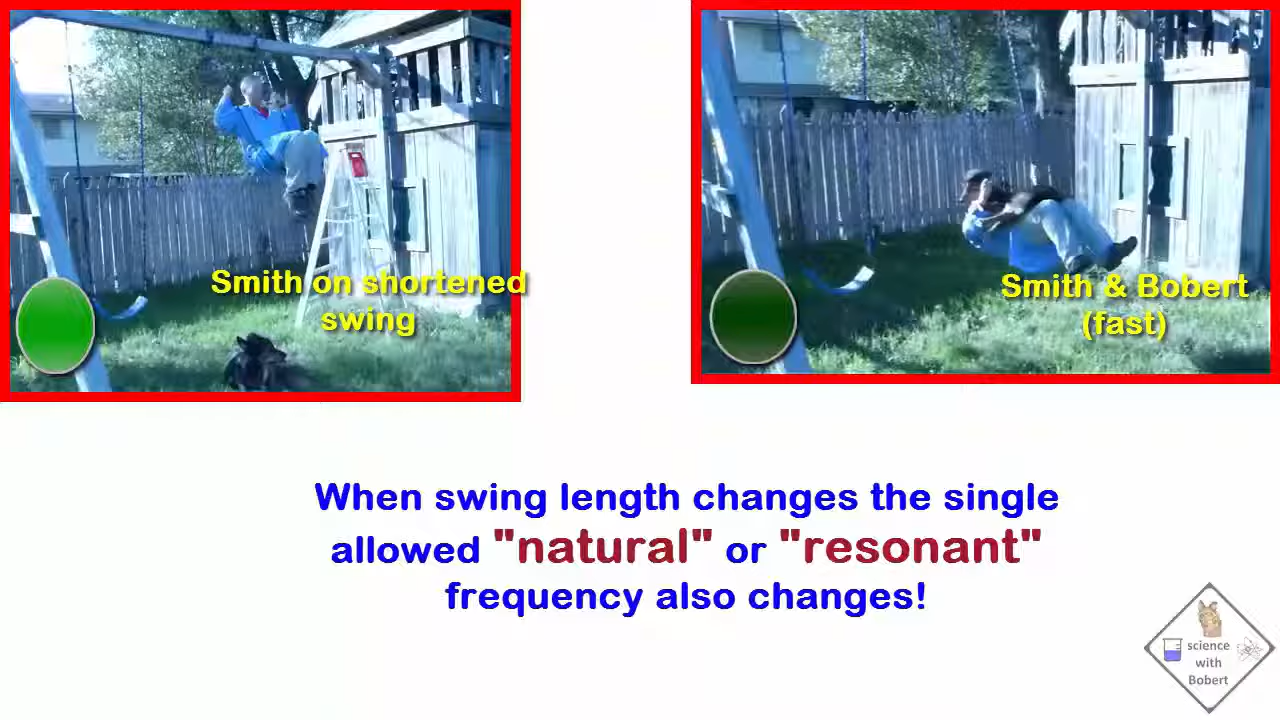 Smith on shortened
swing
Smith & Bobert
(fast)
When swing length changes the single
allowed "natural" or "resonant"
frequency also changes!
science
with
Bobert